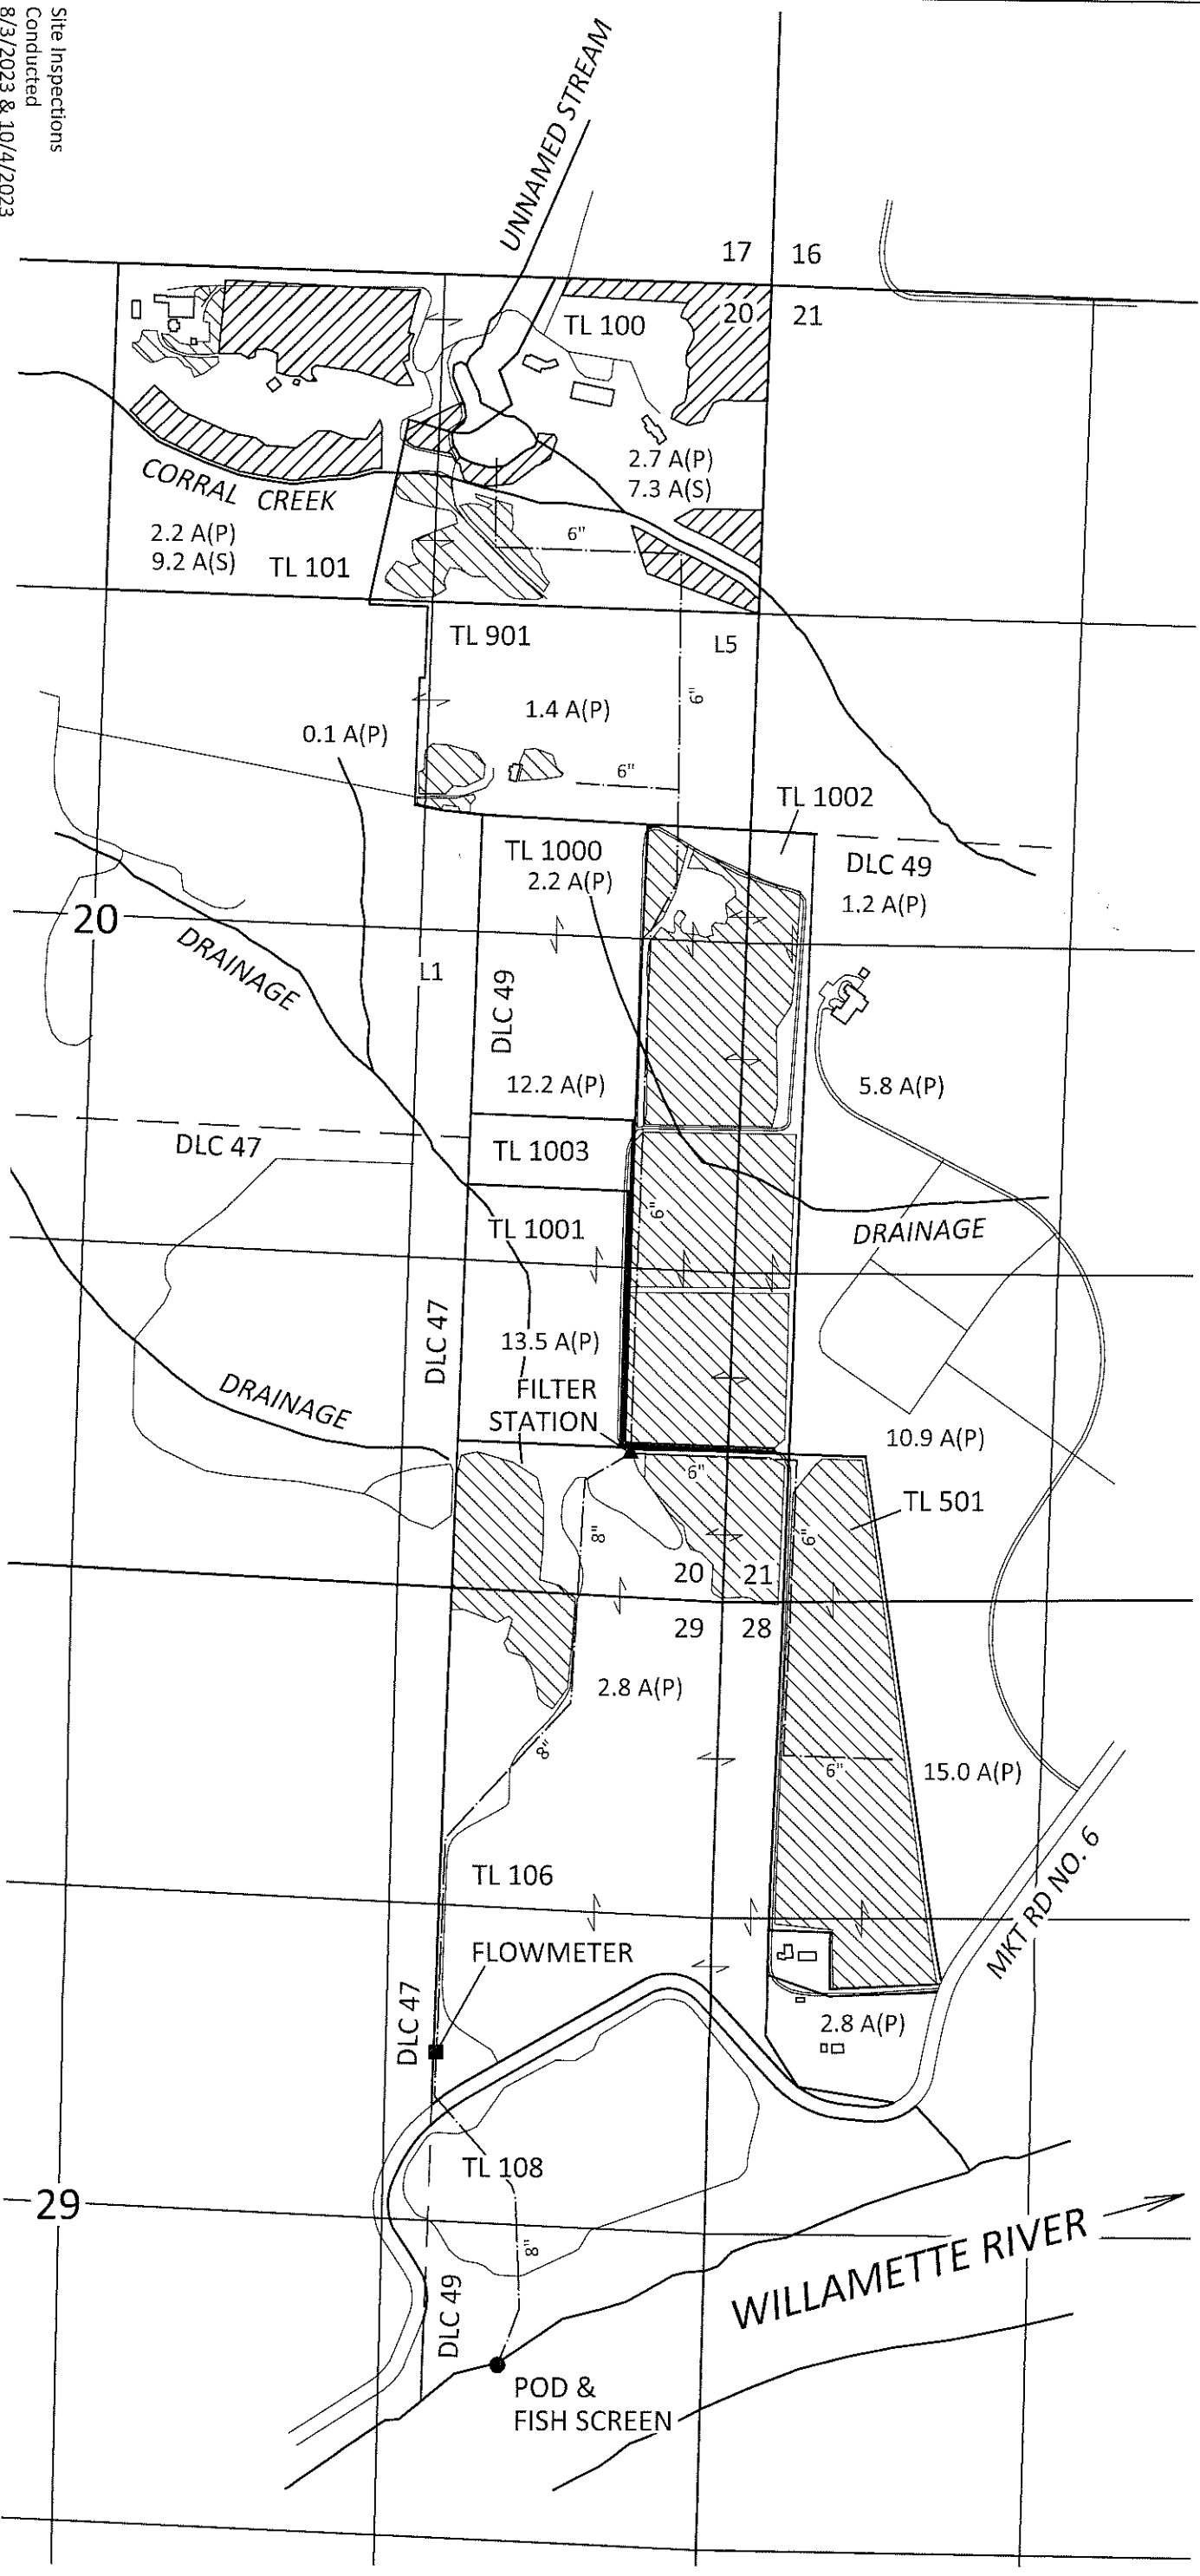 Site Inspections
Conducted
8/3/2023 & 10/4/2023
UNNAMED STREAM
17 16
20 21
TL 100
2.7 A(P)
7.3 A(S)
CORRAL CREEK
2.2 A(P)
9.2 A(S)
TL 101
6"
TL 901
L5
6"
1.4 A(P)
0.1 A(P)
6"
TL 1002
TL 1000
2.2 A(P)
DLC 49
1.2 A(P)
20
DRAINAGE
L1
DLC 49
12.2 A(P)
5.8 A(P)
DLC 47
TL 1003
6"
TL 1001
DRAINAGE
DLC 47
13.5 A(P)
FILTER
STATION
DRAINAGE
10.9 A(P)
6"
TL 501
8"
6"
20 21
29 28
2.8 A(P)
8"
6"
15.0 A(P)
TL 106
MKT RD NO. 6
FLOWMETER
DLC 47
2.8 A(P)
TL 108
29
8"
WILLAMETTE RIVER
DLC 49
POD &
FISH SCREEN